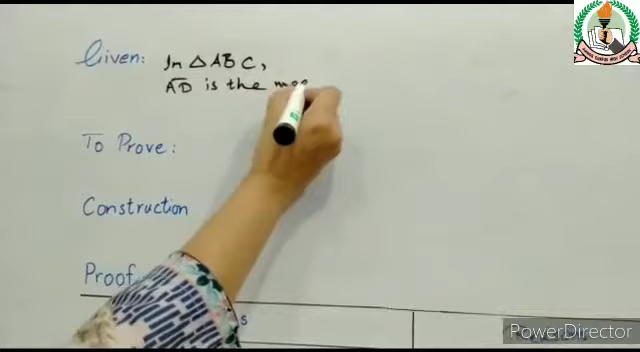 Given: In △ABC,
AD is the me
To Prove:
Construction
Proof
s
PowerDirector